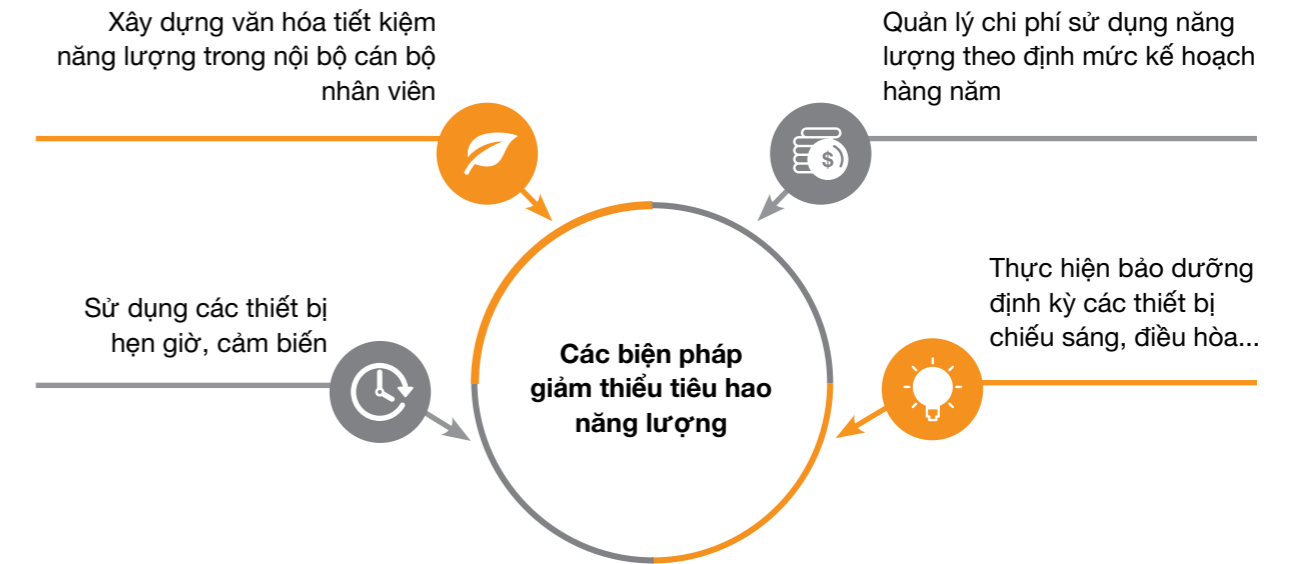 Xây dựng văn hóa tiết kiệm
năng lượng trong nội bộ cán bộ
nhân viên
Quản lý chi phí sử dụng năng
lượng theo định mức kế hoạch
hàng năm
$
Sử dụng các thiết bị
hẹn giờ, cảm biến
Thực hiện bảo dưỡng
định kỳ các thiết bị
chiếu sáng, điều hòa...
Các biện pháp
giảm thiểu tiêu hao
năng lượng